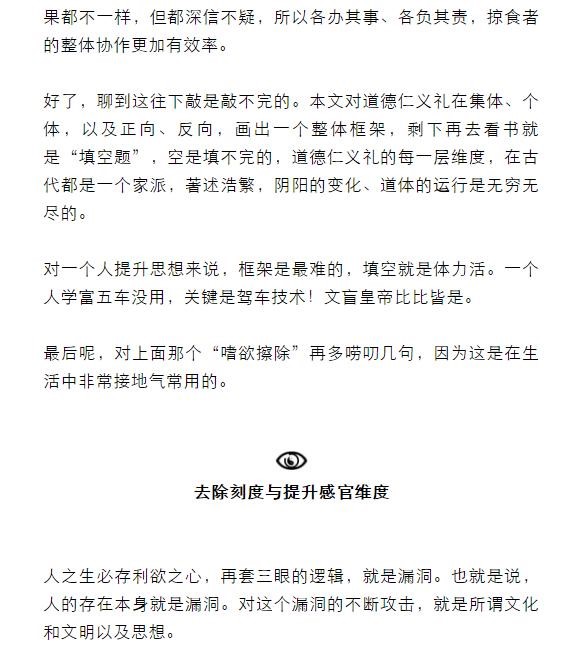 果都不一样，但都深信不疑，所以各办其事、各负其责，掠食者
的整体协作更加有效率。
好了，聊到这往下敲是敲不完的。本文对道德仁义礼在集体、个
体，以及正向、反向，画出一个整体框架，剩下再去看书就
是“填空题”，空是填不完的，道德仁义礼的每一层维度，在古
代都是一个家派，著述浩繁，阴阳的变化、道体的运行是无穷无
尽的。
对一个人提升思想来说，框架是最难的，填空就是体力活。一个
人学富五车没用，关键是驾车技术！文盲皇帝比比皆是。
最后呢，对上面那个“嗜欲擦除”再多唠叨几句，因为这是在生
活中非常接地气常用的。
去除刻度与提升感官维度
人之生必存利欲之心，再套三眼的逻辑，就是漏洞。也就是说，
人的存在本身就是漏洞。对这个漏洞的不断攻击，就是所谓文化
和文明以及思想。